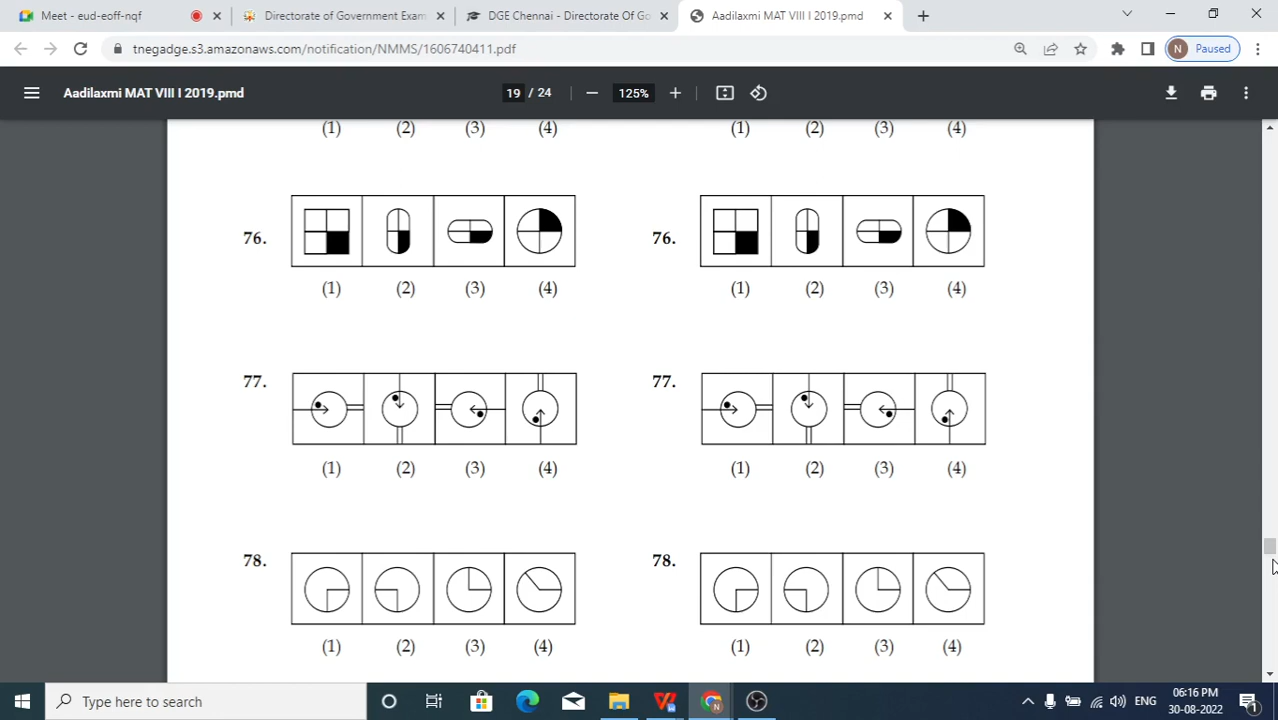 Meet - eud-eoff-nqf
Directorate of Government Exam
DGE Chennai - Directorate Of Go
Aadilaxmi MAT VIII I 2019.pmd
tnegadge.s3.amazonaws.com/notification/NMMS/1606740411.pdf
N Paused
Aadilaxmi MAT VIII I 2019.pmd
19 / 24
125%
(1) (2) (3) (4) (1) (2) (3) (4)
76. 76.
(1) (2) (3) (4) (1) (2) (3) (4)
77. 77.
(1) (2) (3) (4) (1) (2) (3) (4)
78. 78.
(1) (2) (3) (4) (1) (2) (3) (4)
Type here to search
ENG
06:16 PM
30-08-2022
1